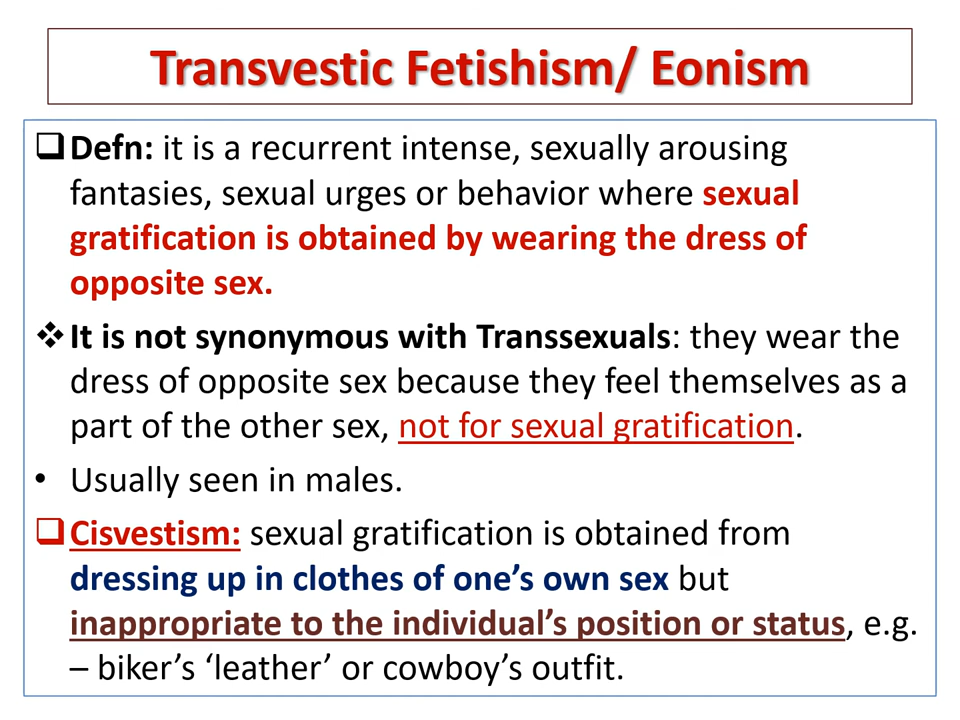 Transvestic Fetishism/ Eonism
❑Defn: it is a recurrent intense, sexually arousing
fantasies, sexual urges or behavior where sexual
gratification is obtained by wearing the dress of
opposite sex.
❖It is not synonymous with Transsexuals: they wear the
dress of opposite sex because they feel themselves as a
part of the other sex, not for sexual gratification.
• Usually seen in males.
❑Cisvestism: sexual gratification is obtained from
dressing up in clothes of one’s own sex but
inappropriate to the individual’s position or status, e.g.
– biker’s ‘leather’ or cowboy’s outfit.